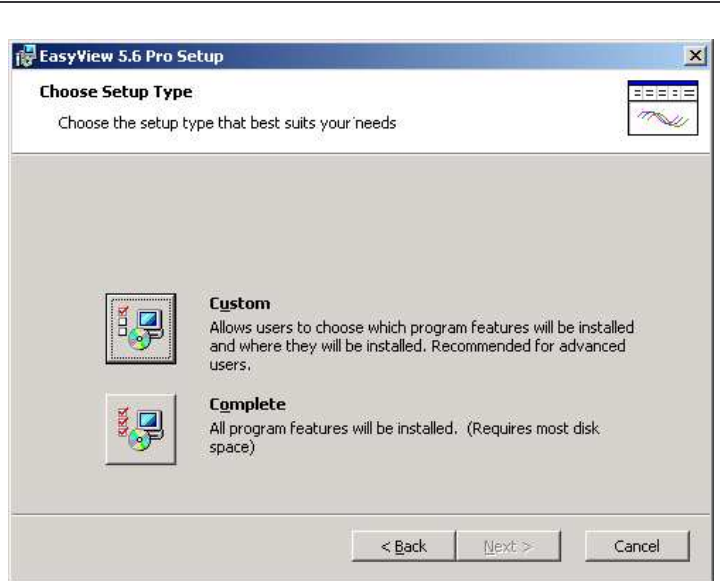 EasyView 5.6 Pro Setup
Choose Setup Type
Choose the setup type that best suits your needs
Custom
Allows users to choose which program features will be installed
and where they will be installed. Recommended for advanced
users.
Complete
All program features will be installed. (Requires most disk
space)
< Back
Next >
Cancel